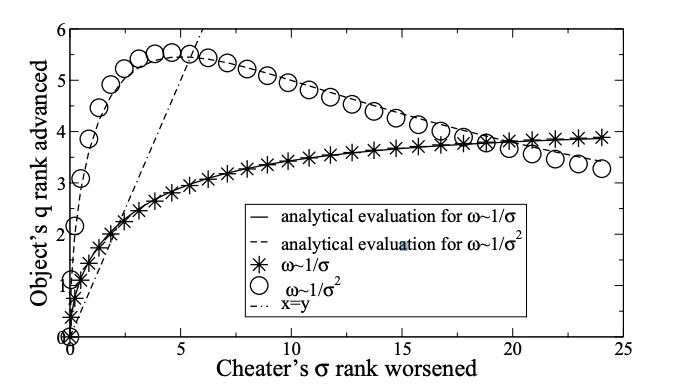 Object's q rank advanced
6
5
4
3
2
1
0
0 5 10 15 20 25
Cheater's σ rank worsened
analytical evaluation for ω~1/σ
analytical evaluation for ω~1/σ²
ω~1/σ
ω~1/σ²
x=y